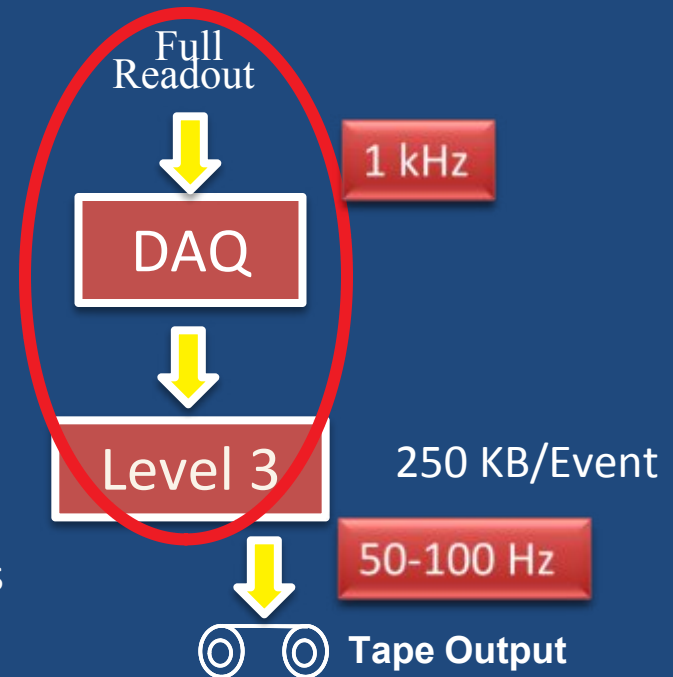 Full
Readout
1 kHz
DAQ
Level 3
250 KB/Event
50-100 Hz
s
Tape Output